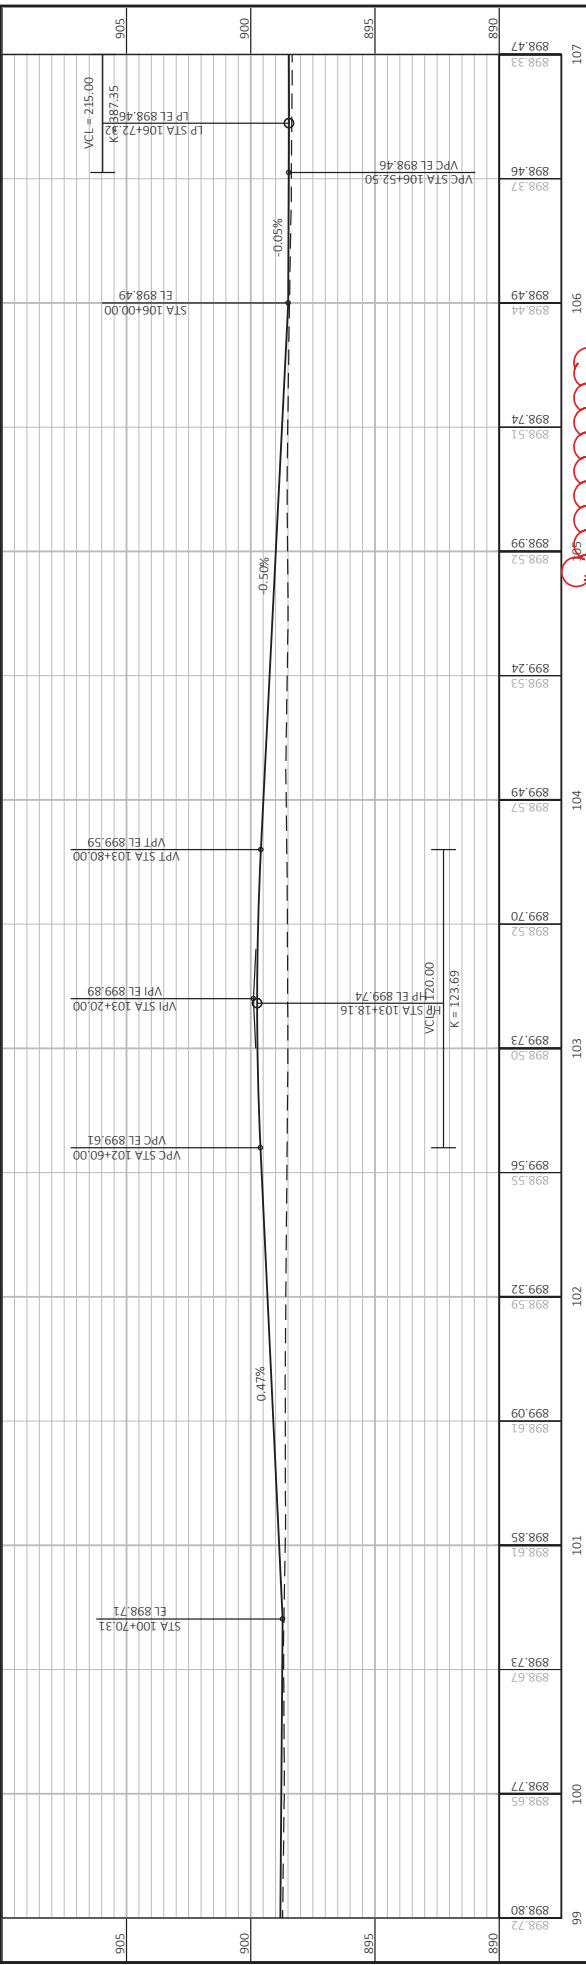 905
900
895
890
898.47
898.33
107
VCL = 215.00
K = 387.35
LP STA 106+72.32
LP EL 898.46
VPC STA 106+52.50
VPC EL 898.46
898.46
898.37
-0.05%
STA 106+00.00
EL 898.49
898.49
898.44
106
898.74
898.51
-0.50%
898.99
898.52
105
899.24
898.53
899.49
898.57
104
VPT STA 103+80.00
VPT EL 899.59
899.70
898.52
VPI STA 103+20.00
VPI EL 899.89
HP STA 103+18.16
HP EL 899.74
VCL = 120.00
K = 123.69
899.73
898.50
103
VPC STA 102+60.00
VPC EL 899.61
899.56
898.55
899.32
898.59
102
0.47%
899.09
898.61
898.85
898.61
101
STA 100+70.31
EL 898.71
898.73
898.67
898.77
898.65
100
898.80
898.72
99
905
900
895
890